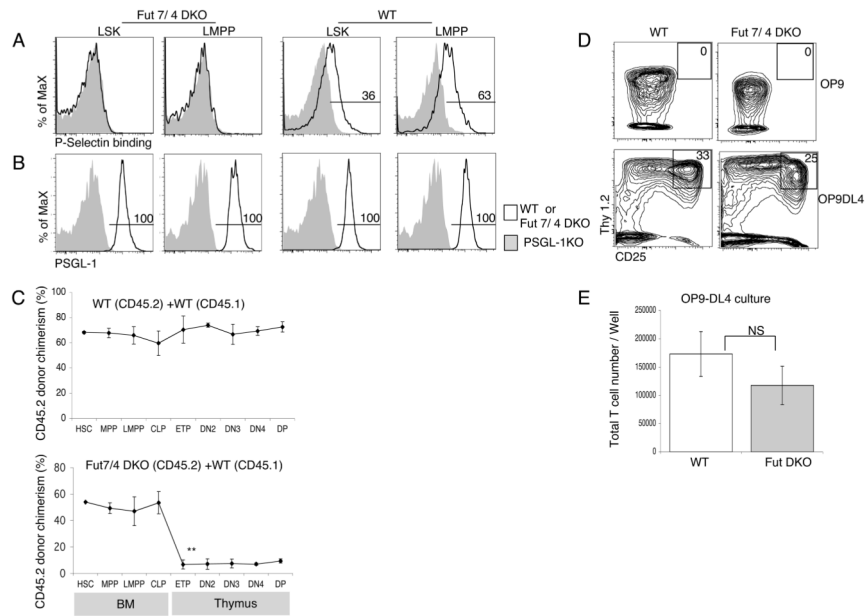 Fut 7/ 4 DKO
WT
A
LSK
LMPP
LSK
LMPP
% of MaX
36
63
P-Selectin binding
B
% of MaX
100
100
100
100
PSGL-1
WT or
Fut 7/ 4 DKO
PSGL-1KO
C
CD45.2 donor chimerism (%)
WT (CD45.2) +WT (CD45.1)
100
80
60
40
20
0
HSC MPP LMPP CLP ETP DN2 DN3 DN4 DP
CD45.2 donor chimerism (%)
Fut7/4 DKO (CD45.2) +WT (CD45.1)
80
60
40
20
0
**
HSC MPP LMPP CLP ETP DN2 DN3 DN4 DP
BM
Thymus
D
WT
Fut 7/ 4 DKO
0
0
OP9
33
25
OP9DL4
Thy 1.2
CD25
E
OP9-DL4 culture
Total T cell number / Well
250000
200000
150000
100000
50000
0
NS
WT
Fut DKO